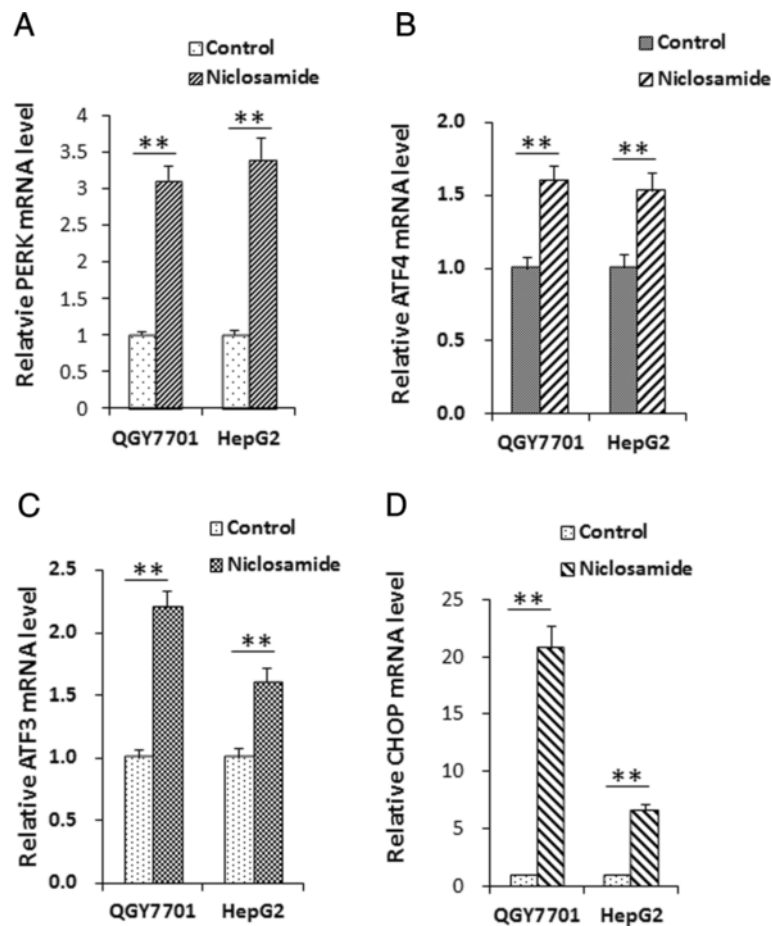 A
Control
Niclosamide
Relatvie PERK mRNA level
4
3.5
3
2.5
2
1.5
1
0.5
0
**
**
QGY7701 HepG2
B
Control
Niclosamide
Relative ATF4 mRNA level
2.0
1.5
1.0
0.5
0.0
**
**
QGY7701 HepG2
C
Control
Niclosamide
Relative ATF3 mRNA level
2.5
2.0
1.5
1.0
0.5
0.0
**
**
QGY7701 HepG2
D
Control
Niclosamide
Relative CHOP mRNA level
25
20
15
10
5
0
**
**
QGY7701 HepG2